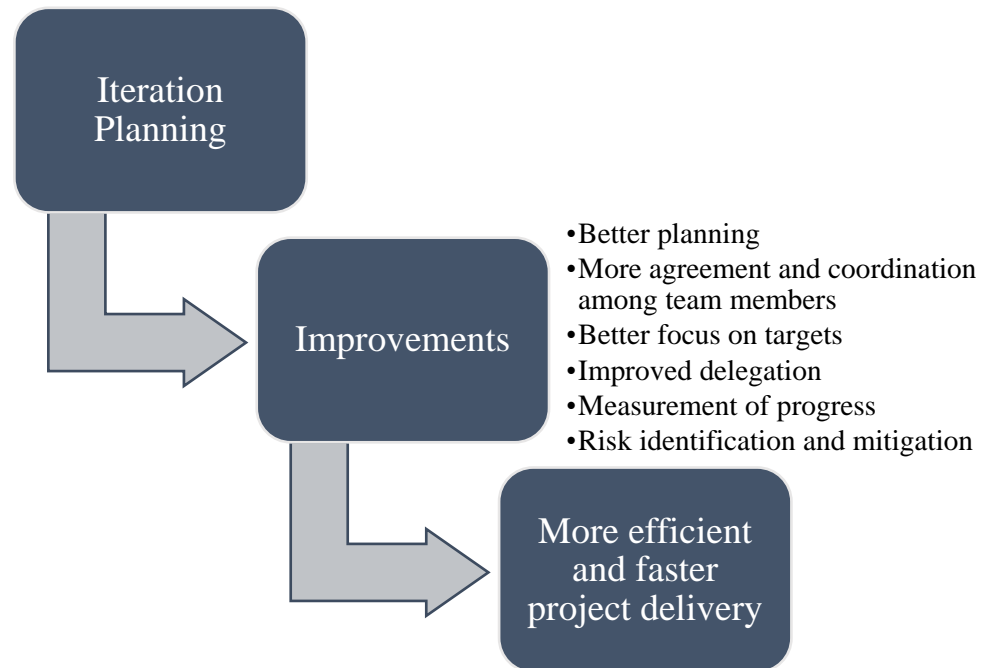 Iteration
Planning
Improvements
•Better planning
•More agreement and coordination
among team members
•Better focus on targets
•Improved delegation
•Measurement of progress
•Risk identification and mitigation
More efficient
and faster
project delivery